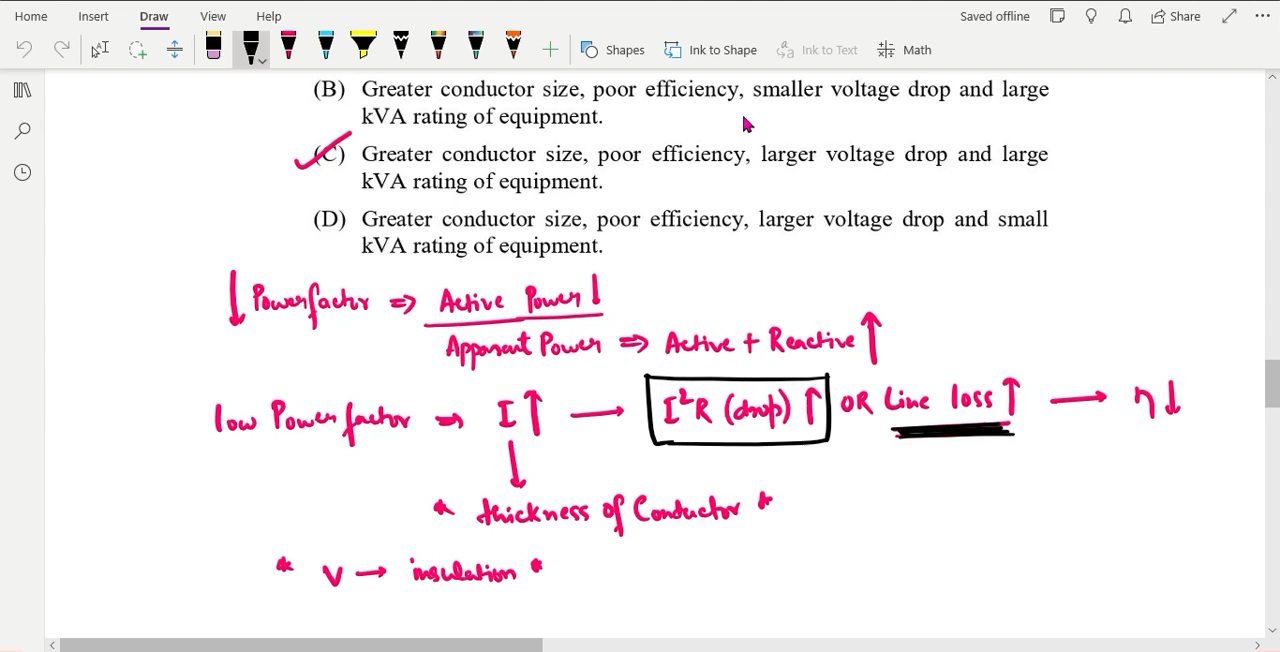 Home Insert Draw View Help Saved offline Share
Shapes Ink to Shape Ink to Text Math
(B) Greater conductor size, poor efficiency, smaller voltage drop and large
kVA rating of equipment.
(C) Greater conductor size, poor efficiency, larger voltage drop and large
kVA rating of equipment.
(D) Greater conductor size, poor efficiency, larger voltage drop and small
kVA rating of equipment.
↓ Powerfactor ⇒ Active Power ↓
Apparent Power ⇒ Active + Reactive ↑
low Powerfactor ⇒ I ↑ → I²R (drop) ↑ OR Line loss ↑ → η ↓
* thickness of Conductor *
* V → insulation *